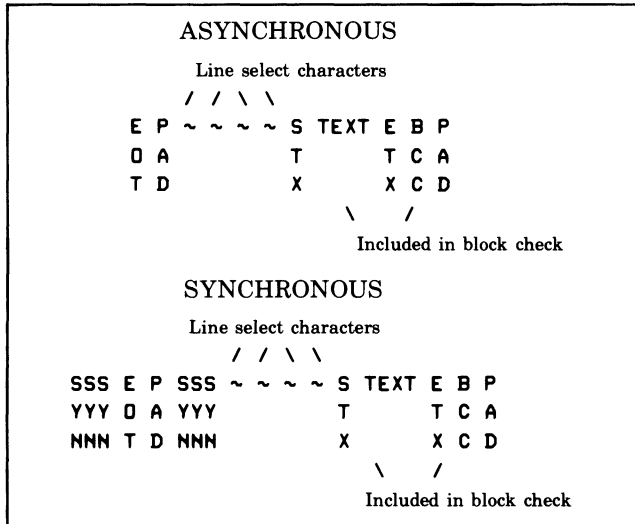 ASYNCHRONOUS
Line select characters
/ / \ \
E P ~ ~ ~ ~ S TEXT E B P
O A T T C A
T D X X C D
\ /
Included in block check
SYNCHRONOUS
Line select characters
/ / \ \
SSS E P SSS ~ ~ ~ ~ S TEXT E B P
YYY O A YYY T T C A
NNN T D NNN X X C D
\ /
Included in block check